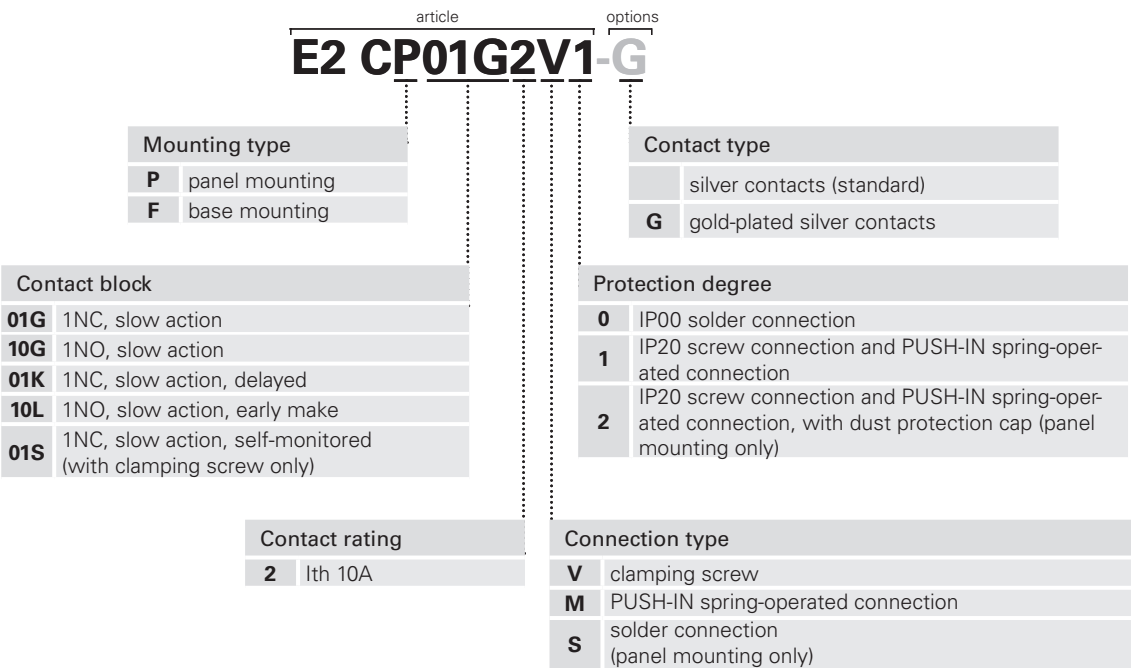 article
options
E2 CP01G2V1-G
Mounting type
P panel mounting
F base mounting
Contact type
silver contacts (standard)
G gold-plated silver contacts
Contact block
01G 1NC, slow action
10G 1NO, slow action
01K 1NC, slow action, delayed
10L 1NO, slow action, early make
01S 1NC, slow action, self-monitored
(with clamping screw only)
Protection degree
0 IP00 solder connection
1 IP20 screw connection and PUSH-IN spring-oper-
ated connection
2 IP20 screw connection and PUSH-IN spring-oper-
ated connection, with dust protection cap (panel
mounting only)
Contact rating
2 Ith 10A
Connection type
V clamping screw
M PUSH-IN spring-operated connection
S solder connection
(panel mounting only)